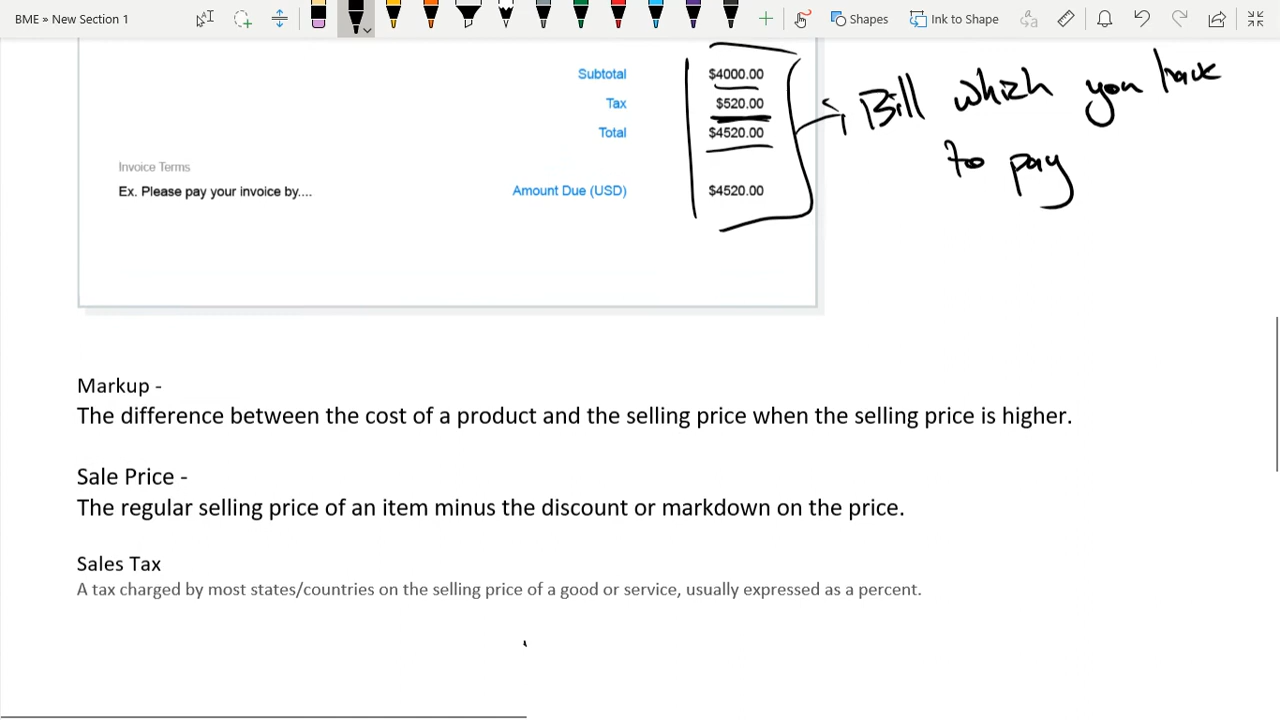 BME » New Section 1
Shapes
Ink to Shape
Subtotal $4000.00
Tax $520.00
Total $4520.00
Invoice Terms
Ex. Please pay your invoice by....
Amount Due (USD) $4520.00
Bill which you have
to pay
Markup -
The difference between the cost of a product and the selling price when the selling price is higher.
Sale Price -
The regular selling price of an item minus the discount or markdown on the price.
Sales Tax
A tax charged by most states/countries on the selling price of a good or service, usually expressed as a percent.